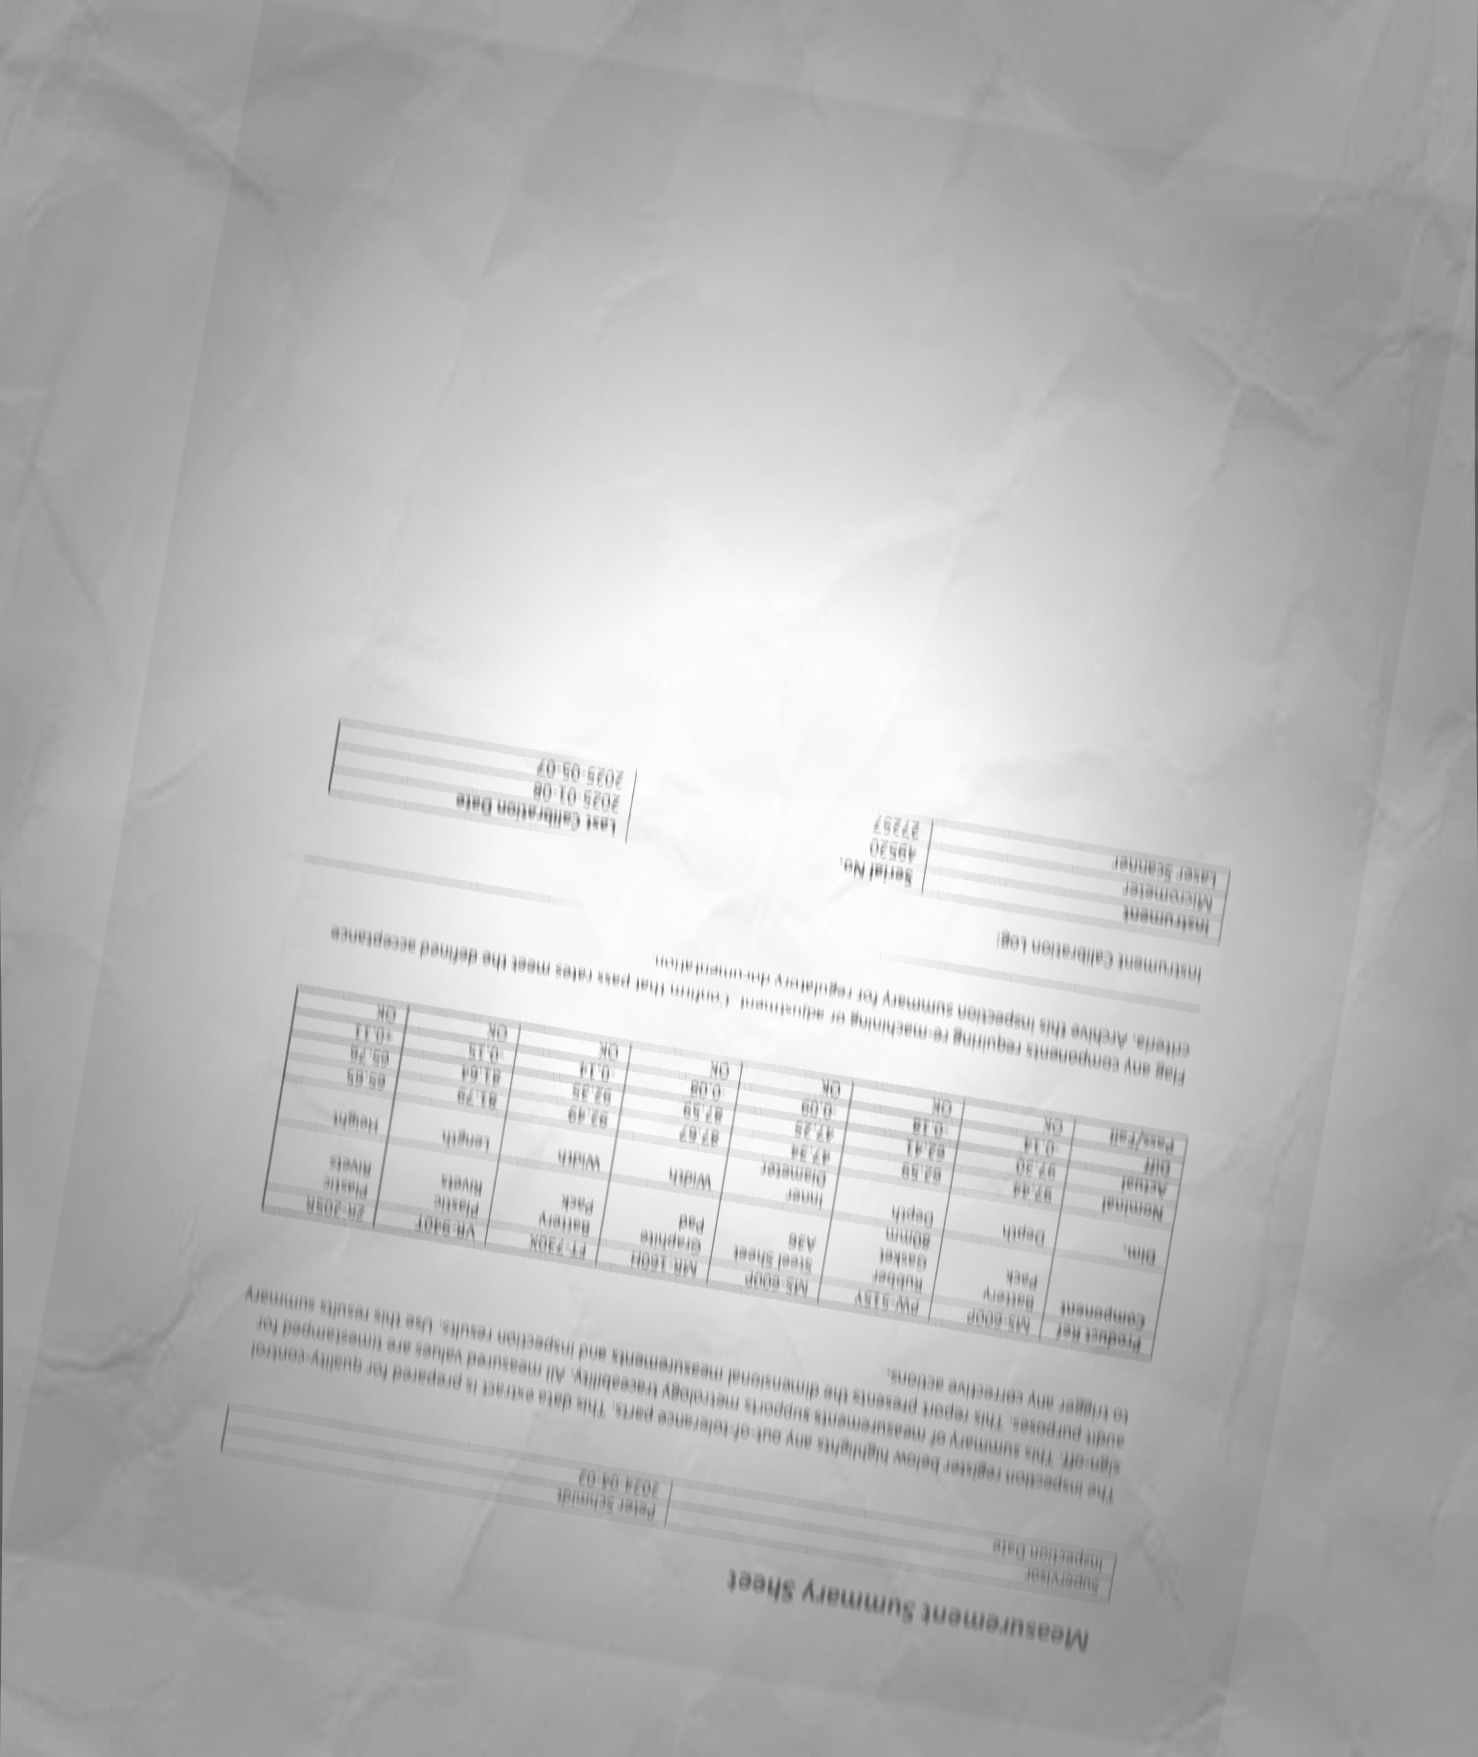 Measurement Summary Sheet
Supervisor Peter Schmidt
Inspection Date 2024-04-02
The inspection register below highlights any out-of-tolerance parts. This data extract is prepared for quality-control
sign-off. This summary of measurements supports metrology traceability. All measured values are timestamped for
audit purposes. This report presents the dimensional measurements and inspection results. Use this results summary
to trigger any corrective actions.
Product Ref MS-600P PW-515Y MS-600P MR-160H FT-730X VR-940T ZR-205R
Component Battery Pack Rubber Gasket 80mm Steel Sheet A36 Graphite Pad Battery Pack Plastic Rivets Plastic Rivets
Dim. Depth Depth Inner Diameter Width Width Length Height
Nominal 97.44 62.59 47.34 87.67 92.49 81.79 65.65
Actual 97.30 62.41 47.25 87.59 92.35 81.64 65.76
Diff -0.14 -0.18 -0.09 -0.08 -0.14 -0.15 +0.11
Pass/Fail OK OK OK OK OK OK OK
Flag any components requiring re-machining or adjustment. Confirm that pass rates meet the defined acceptance
criteria. Archive this inspection summary for regulatory documentation.
Instrument Calibration Log:
Instrument Serial No. Last Calibration Date
Micrometer 49520 2025-01-08
Laser Scanner 27257 2025-05-07